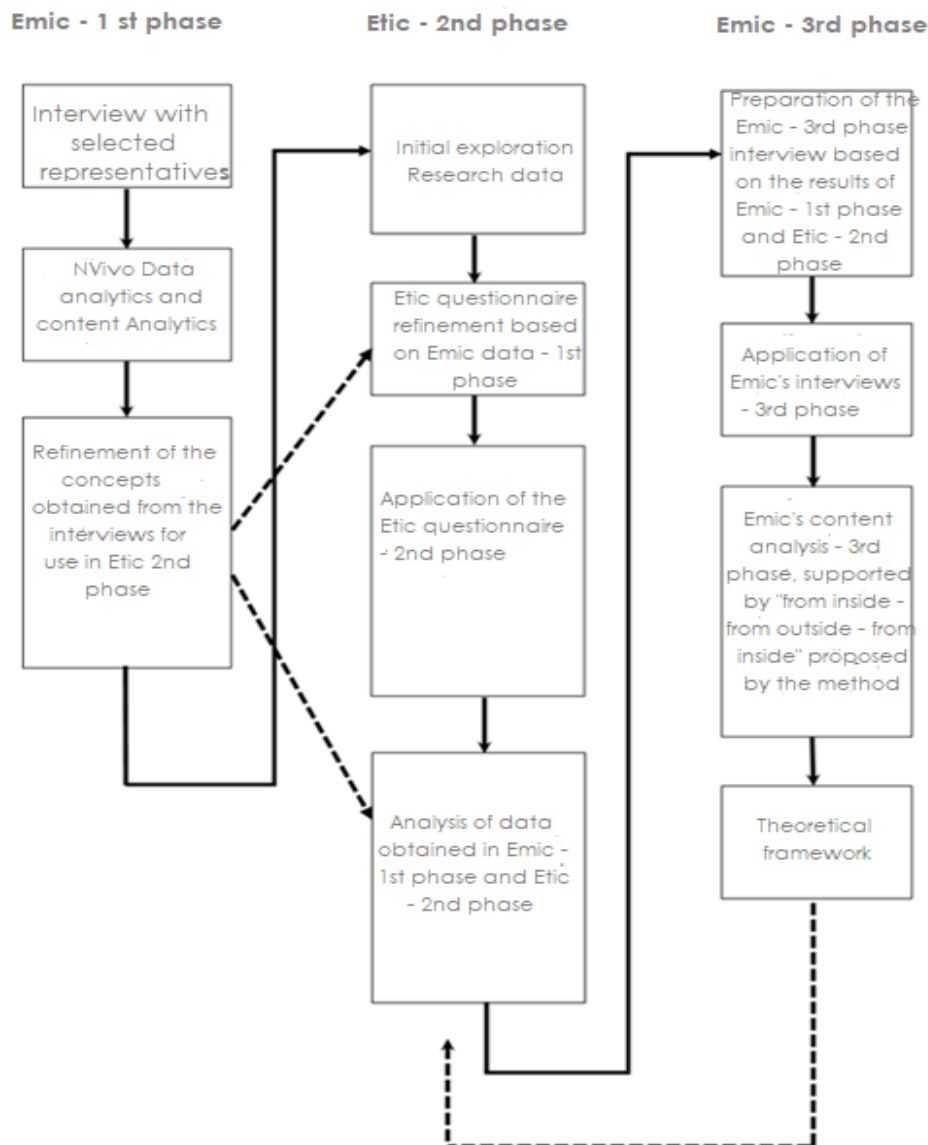 Emic - 1 st phase
Etic - 2nd phase
Emic - 3rd phase
Interview with
selected
representatives
NVivo Data
analytics and
content Analytics
Refinement of the
concepts
obtained from the
interviews for
use in Etic 2nd
phase
Initial exploration
Research data
Etic questionnaire
refinement based
on Emic data - 1st
phase
Application of the
Etic questionnaire
- 2nd phase
Analysis of data
obtained in Emic -
1st phase and Etic
- 2nd phase
Preparation of the
Emic - 3rd phase
interview based
on the results of
Emic - 1st phase
and Etic - 2nd
phase
Application of
Emic's interviews
- 3rd phase
Emic's content
analysis - 3rd
phase, supported
by "from inside -
from outside - from
inside" proposed
by the method
Theoretical
framework